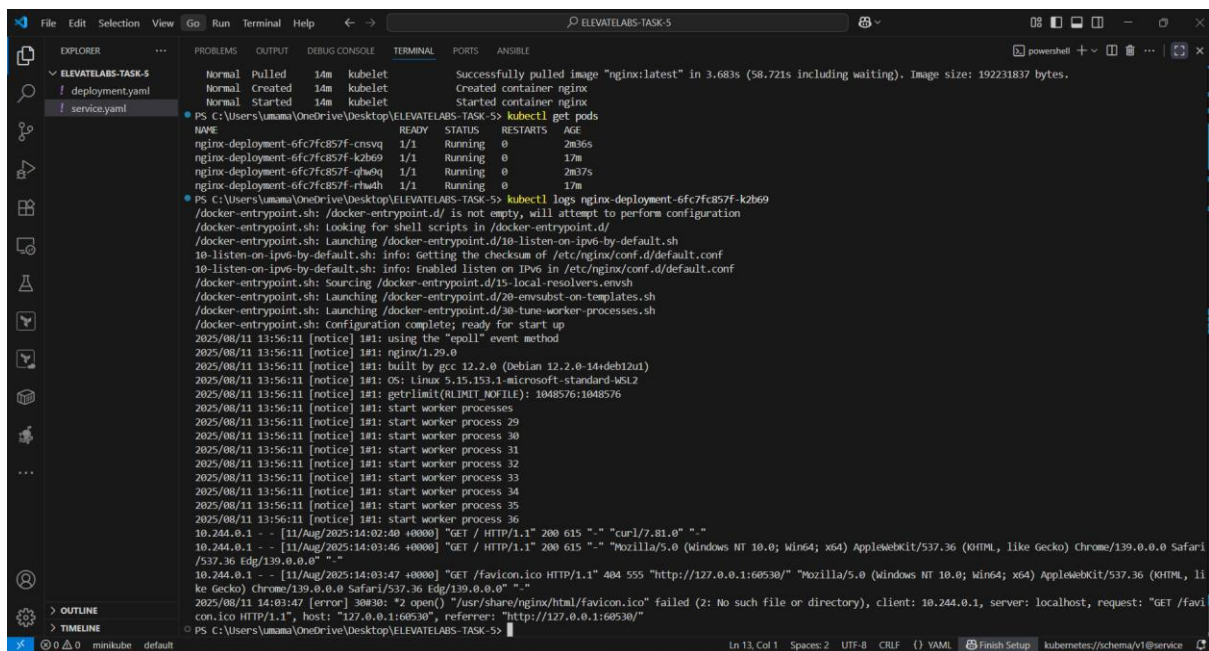 File Edit Selection View Go Run Terminal Help
ELEVATELABS-TASK-5
EXPLORER
PROBLEMS OUTPUT DEBUG CONSOLE TERMINAL PORTS ANSIBLE
powershell
ELEVATELABS-TASK-5
! deployment.yaml
! service.yaml
Normal Pulled 14m kubelet Successfully pulled image "nginx:latest" in 3.683s (58.721s including waiting). Image size: 192231837 bytes.
Normal Created 14m kubelet Created container nginx
Normal Started 14m kubelet Started container nginx
PS C:\Users\umama\OneDrive\Desktop\ELEVATELABS-TASK-5> kubectl get pods
NAME READY STATUS RESTARTS AGE
nginx-deployment-6fc7fc857f-cnsvq 1/1 Running 0 2m36s
nginx-deployment-6fc7fc857f-k2b69 1/1 Running 0 17m
nginx-deployment-6fc7fc857f-qhw9q 1/1 Running 0 2m37s
nginx-deployment-6fc7fc857f-rhw4h 1/1 Running 0 17m
PS C:\Users\umama\OneDrive\Desktop\ELEVATELABS-TASK-5> kubectl logs nginx-deployment-6fc7fc857f-k2b69
/docker-entrypoint.sh: /docker-entrypoint.d/ is not empty, will attempt to perform configuration
/docker-entrypoint.sh: Looking for shell scripts in /docker-entrypoint.d/
/docker-entrypoint.sh: Launching /docker-entrypoint.d/10-listen-on-ipv6-by-default.sh
10-listen-on-ipv6-by-default.sh: info: Getting the checksum of /etc/nginx/conf.d/default.conf
10-listen-on-ipv6-by-default.sh: info: Enabled listen on IPv6 in /etc/nginx/conf.d/default.conf
/docker-entrypoint.sh: Sourcing /docker-entrypoint.d/15-local-resolvers.envsh
/docker-entrypoint.sh: Launching /docker-entrypoint.d/20-envsubst-on-templates.sh
/docker-entrypoint.sh: Launching /docker-entrypoint.d/30-tune-worker-processes.sh
/docker-entrypoint.sh: Configuration complete; ready for start up
2025/08/11 13:56:11 [notice] 1#1: using the "epoll" event method
2025/08/11 13:56:11 [notice] 1#1: nginx/1.29.0
2025/08/11 13:56:11 [notice] 1#1: built by gcc 12.2.0 (Debian 12.2.0-14+deb12u1)
2025/08/11 13:56:11 [notice] 1#1: OS: Linux 5.15.153.1-microsoft-standard-WSL2
2025/08/11 13:56:11 [notice] 1#1: getrlimit(RLIMIT_NOFILE): 1048576:1048576
2025/08/11 13:56:11 [notice] 1#1: start worker processes
2025/08/11 13:56:11 [notice] 1#1: start worker process 29
2025/08/11 13:56:11 [notice] 1#1: start worker process 30
2025/08/11 13:56:11 [notice] 1#1: start worker process 31
2025/08/11 13:56:11 [notice] 1#1: start worker process 32
2025/08/11 13:56:11 [notice] 1#1: start worker process 33
2025/08/11 13:56:11 [notice] 1#1: start worker process 34
2025/08/11 13:56:11 [notice] 1#1: start worker process 35
2025/08/11 13:56:11 [notice] 1#1: start worker process 36
10.244.0.1 - - [11/Aug/2025:14:02:40 +0000] "GET / HTTP/1.1" 200 615 "-" "curl/7.81.0" "-"
10.244.0.1 - - [11/Aug/2025:14:03:46 +0000] "GET / HTTP/1.1" 200 615 "-" "Mozilla/5.0 (Windows NT 10.0; Win64; x64) AppleWebKit/537.36 (KHTML, like Gecko) Chrome/139.0.0.0 Safari
/537.36 Edg/139.0.0.0" "-"
10.244.0.1 - - [11/Aug/2025:14:03:47 +0000] "GET /favicon.ico HTTP/1.1" 404 555 "http://127.0.0.1:60530/" "Mozilla/5.0 (Windows NT 10.0; Win64; x64) AppleWebKit/537.36 (KHTML, li
ke Gecko) Chrome/139.0.0.0 Safari/537.36 Edg/139.0.0.0" "-"
2025/08/11 14:03:47 [error] 30#30: *2 open() "/usr/share/nginx/html/favicon.ico" failed (2: No such file or directory), client: 10.244.0.1, server: localhost, request: "GET /favi
con.ico HTTP/1.1", host: "127.0.0.1:60530", referrer: "http://127.0.0.1:60530/"
PS C:\Users\umama\OneDrive\Desktop\ELEVATELABS-TASK-5>
OUTLINE
TIMELINE
0 0 minikube default
Ln 13, Col 1 Spaces: 2 UTF-8 CRLF {} YAML Finish Setup kubernetes://schema/v1@service